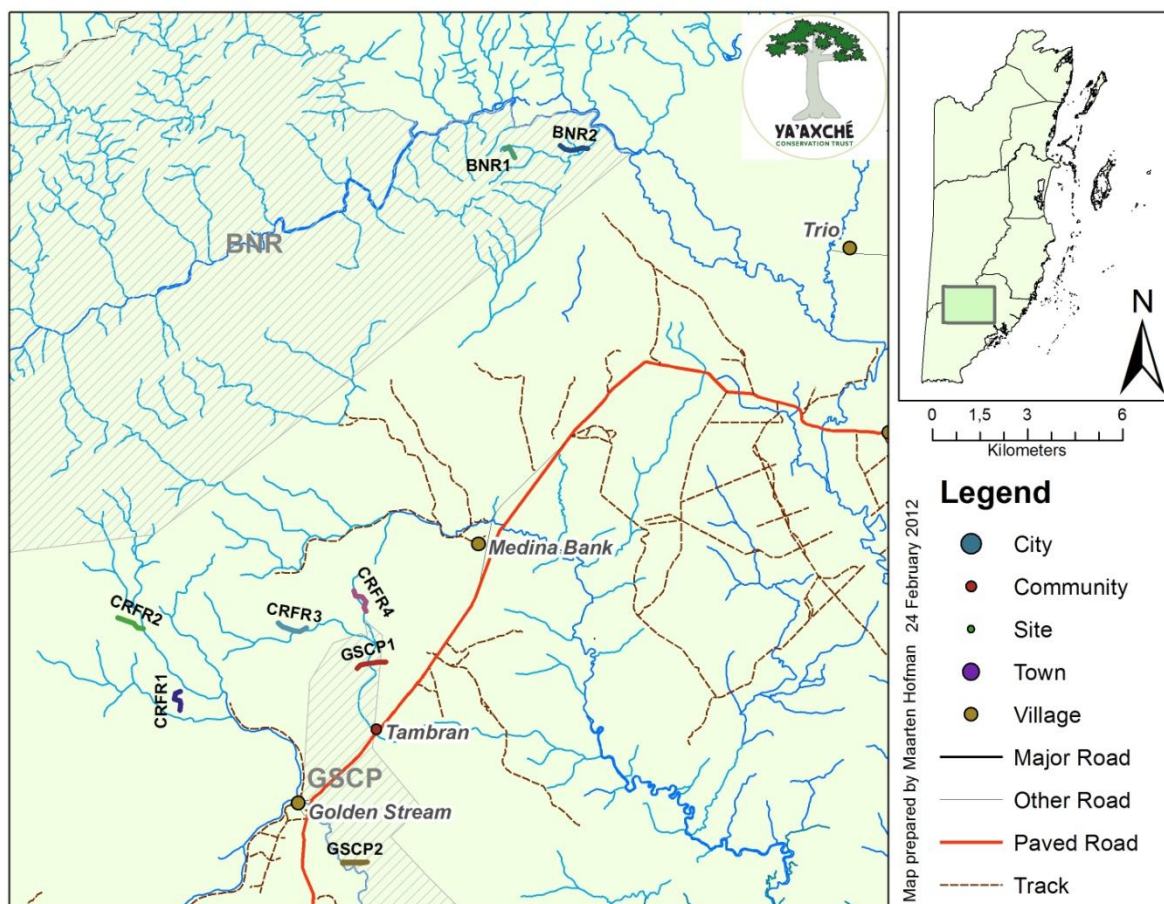 YA'AXCHÉ
CONSERVATION TRUST
BNR2
BNR1
BNR
Trio
Medina Bank
CRFR4
CRFR3
CRFR2
GSCP1
CRFR1
Tambran
GSCP
Golden Stream
GSCP2
N
0 1,5 3 6
Kilometers
Legend
City
Community
Site
Town
Village
Major Road
Other Road
Paved Road
Track
Map prepared by Maarten Hofman 24 February 2012